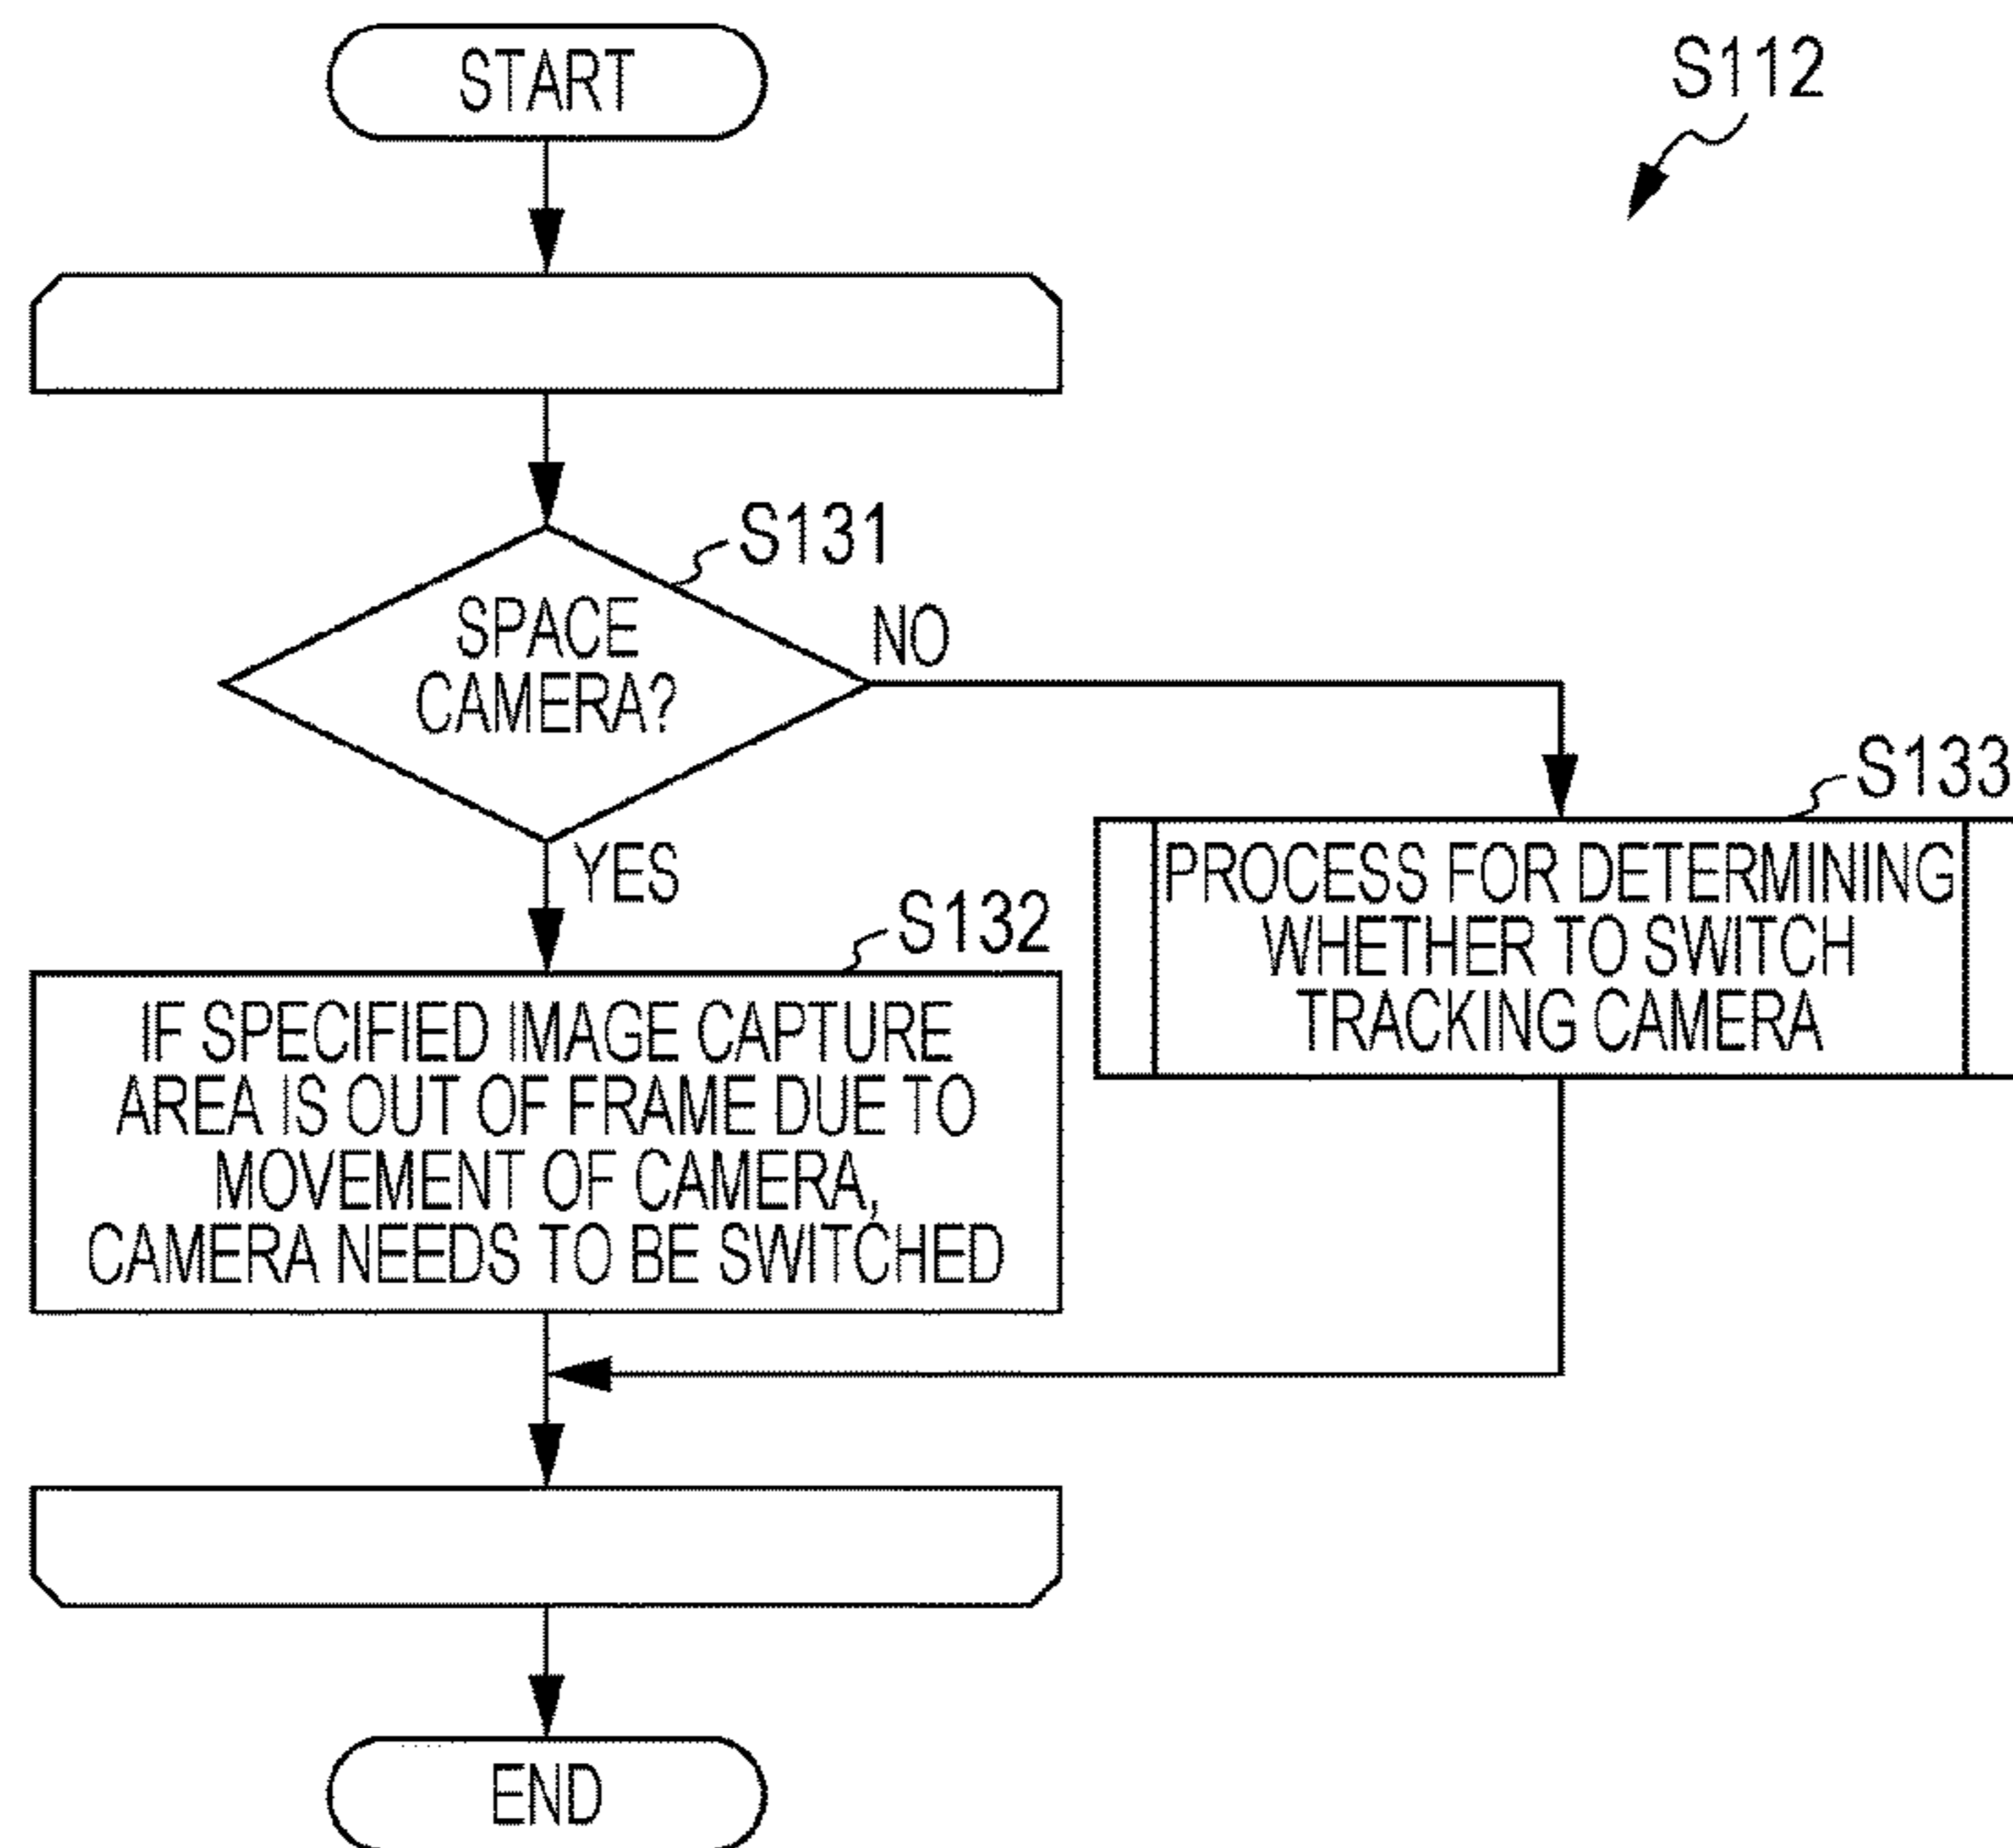 START
S112
S131
SPACE
CAMERA?
NO
YES
S133
PROCESS FOR DETERMINING
WHETHER TO SWITCH
TRACKING CAMERA
S132
IF SPECIFIED IMAGE CAPTURE
AREA IS OUT OF FRAME DUE TO
MOVEMENT OF CAMERA,
CAMERA NEEDS TO BE SWITCHED
END